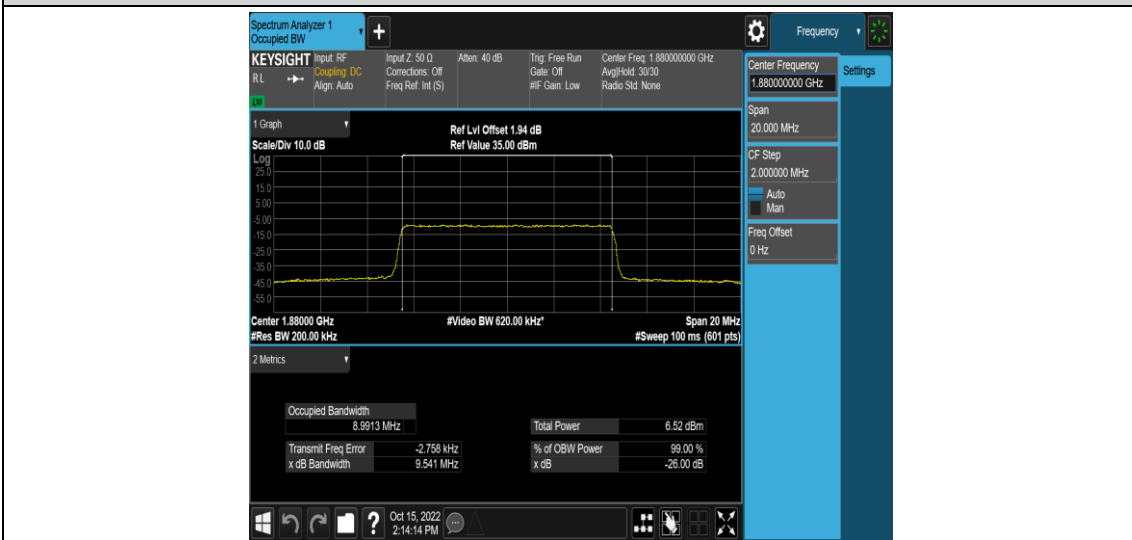 Spectrum Analyzer 1
Occupied BW
+
Frequency
KEYSIGHT
RL
LXI
Input: RF
Coupling: DC
Align: Auto
Input Z: 50 Ω
Corrections: Off
Freq Ref: Int (S)
Atten: 40 dB
Trig: Free Run
Gate: Off
#IF Gain: Low
Center Freq: 1.880000000 GHz
Avg|Hold: 30/30
Radio Std: None
Center Frequency
1.880000000 GHz
Settings
Span
20.000 MHz
CF Step
2.000000 MHz
Auto
Man
Freq Offset
0 Hz
1 Graph
Ref Lvl Offset 1.94 dB
Scale/Div 10.0 dB
Ref Value 35.00 dBm
Log
25.0
15.0
5.00
-5.00
-15.0
-25.0
-35.0
-45.0
-55.0
Center 1.88000 GHz
#Video BW 620.00 kHz*
Span 20 MHz
#Res BW 200.00 kHz
#Sweep 100 ms (601 pts)
2 Metrics
Occupied Bandwidth
8.9913 MHz
Total Power 6.52 dBm
Transmit Freq Error -2.758 kHz
% of OBW Power 99.00 %
x dB Bandwidth 9.541 MHz
x dB -26.00 dB
?
Oct 15, 2022
2:14:14 PM